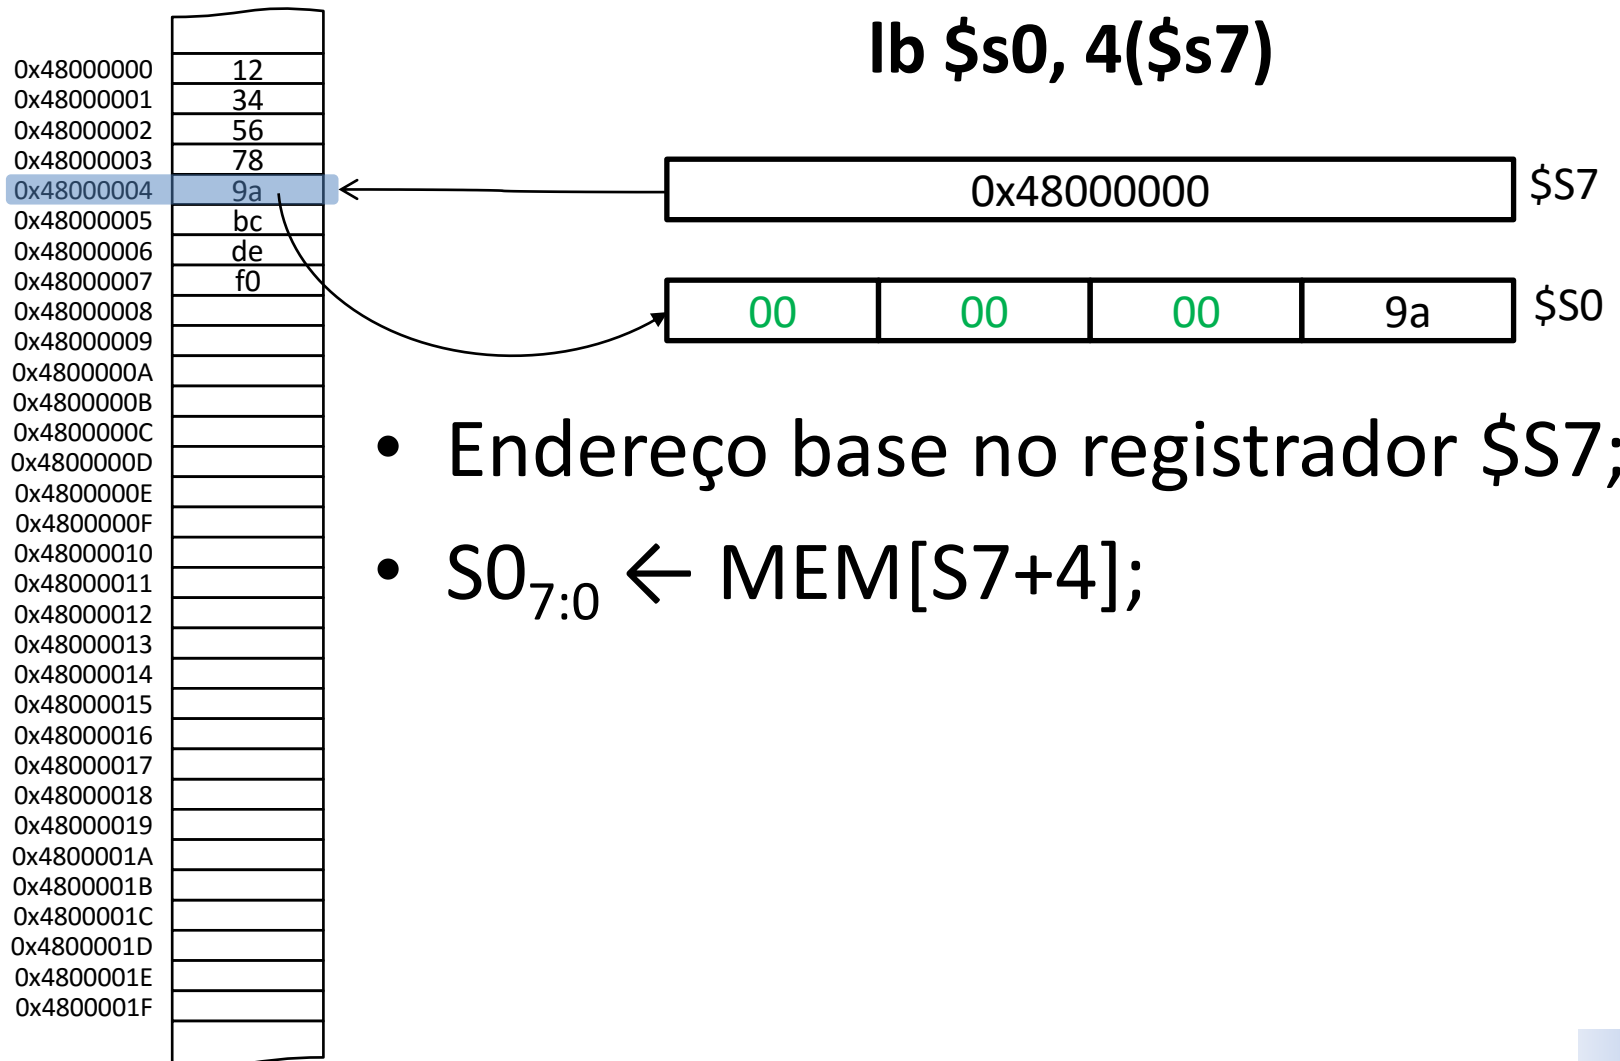 lb $s0, 4($s7)
0x48000000 12
0x48000001 34
0x48000002 56
0x48000003 78
0x48000004 9a
0x48000005 bc
0x48000006 de
0x48000007 f0
0x48000008
0x48000009
0x4800000A
0x4800000B
0x4800000C
0x4800000D
0x4800000E
0x4800000F
0x48000010
0x48000011
0x48000012
0x48000013
0x48000014
0x48000015
0x48000016
0x48000017
0x48000018
0x48000019
0x4800001A
0x4800001B
0x4800001C
0x4800001D
0x4800001E
0x4800001F
0x48000000 $S7
00 00 00 9a $S0
• Endereço base no registrador $S7;
• S0₇:₀ ← MEM[S7+4];